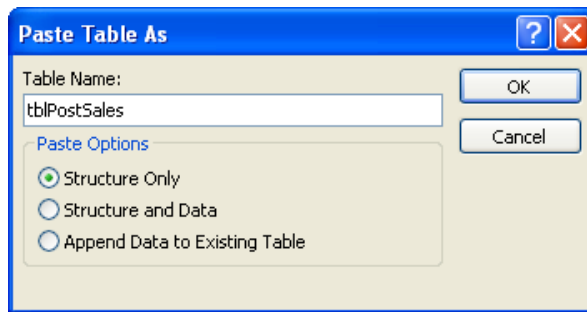 Paste Table As
?
Table Name:
OK
tblPostSales
Cancel
Paste Options
Structure Only
Structure and Data
Append Data to Existing Table